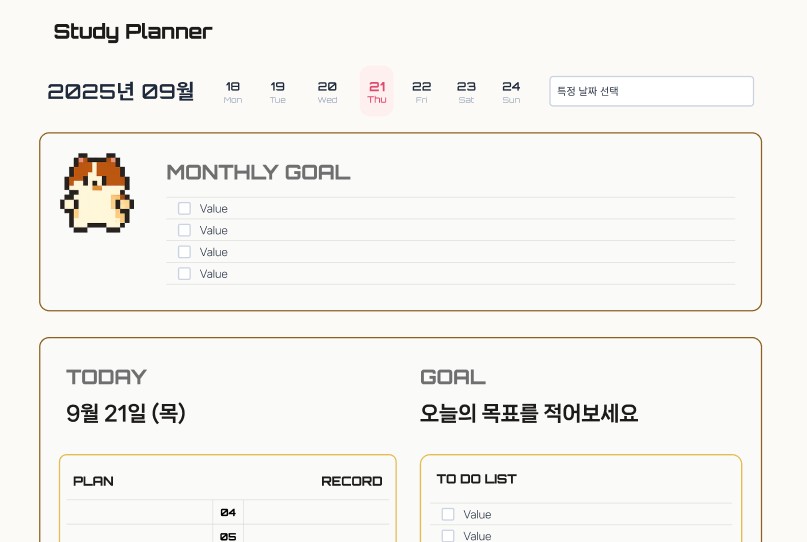 Study Planner
2025년 09월
18 19 20 21 22 23 24
Mon Tue Wed Thu Fri Sat Sun
특정 날짜 선택
MONTHLY GOAL
Value
Value
Value
Value
TODAY
9월 21일 (목)
GOAL
오늘의 목표를 적어보세요
PLAN RECORD
04
05
TO DO LIST
Value
Value